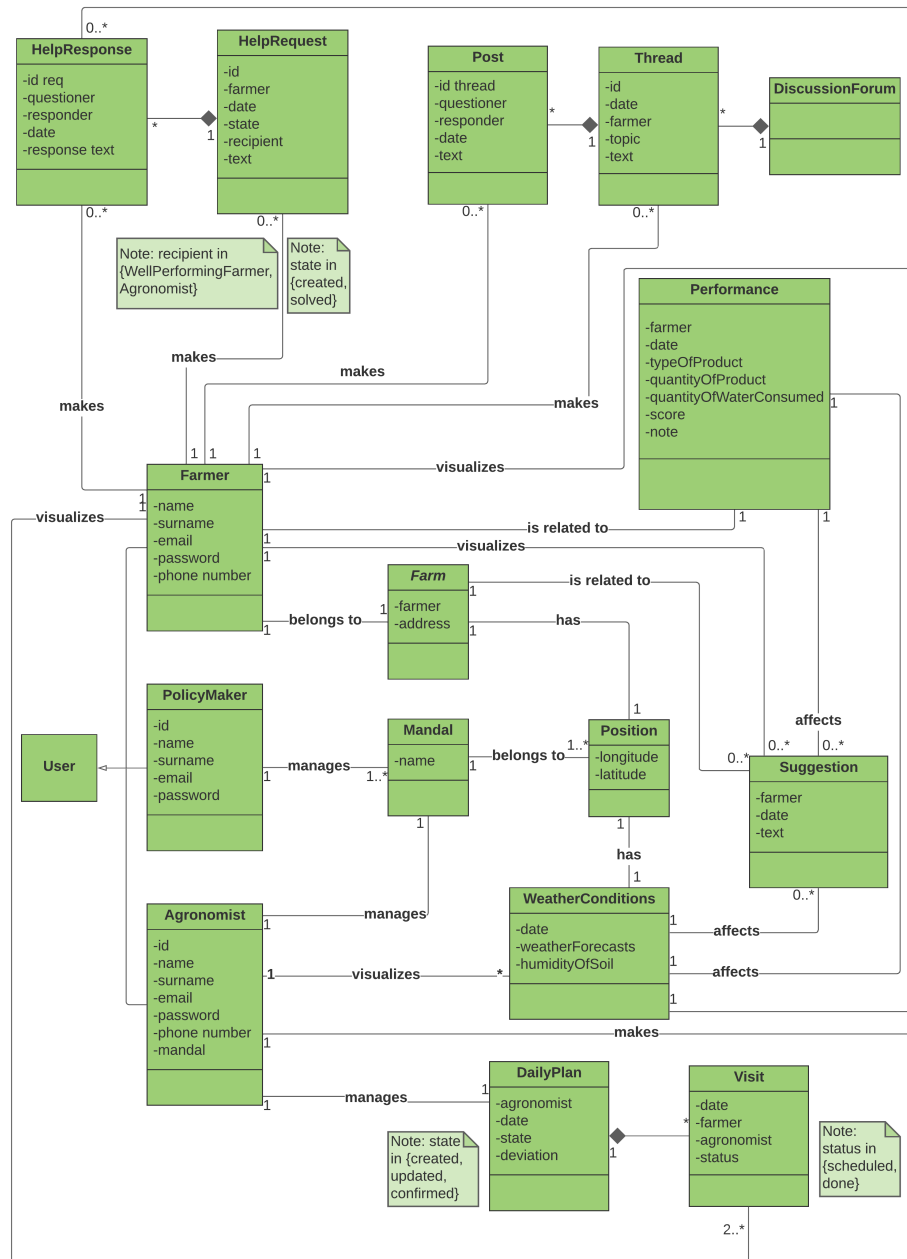 0..*
HelpResponse
-id req
-questioner
-responder
-date
-response text
0..*
*
1
HelpRequest
-id
-farmer
-date
-state
-recipient
-text
0..*
Post
-id thread
-questioner
-responder
-date
-text
0..*
*
1
Thread
-id
-date
-farmer
-topic
-text
0..*
*
1
DiscussionForum
Note: recipient in
{WellPerformingFarmer,
Agronomist}
Note:
state in
{created,
solved}
Performance
-farmer
-date
-typeOfProduct
-quantityOfProduct
-quantityOfWaterConsumed
-score
-note
1
1
1
makes
makes
makes
makes
1
1
1
1
visualizes
Farmer
-name
-surname
-email
-password
-phone number
1
1
visualizes
is related to
1
visualizes
1
1
belongs to
1
Farm
-farmer
-address
1
is related to
1
has
1
affects
0..*
0..*
0..*
PolicyMaker
-id
-name
-surname
-email
-password
User
1
manages
1..*
Mandal
-name
1
belongs to
1..*
1
Position
-longitude
-latitude
1
has
1
Suggestion
-farmer
-date
-text
0..*
Agronomist
-id
-name
-surname
-email
-password
-phone number
-mandal
1
manages
1
visualizes
*
WeatherConditions
-date
-weatherForecasts
-humidityOfSoil
1
affects
1
affects
1
makes
1
1
manages
1
DailyPlan
-agronomist
-date
-state
-deviation
1
*
Visit
-date
-farmer
-agronomist
-status
2..*
Note: state
in {created,
updated,
confirmed}
Note:
status in
{scheduled,
done}